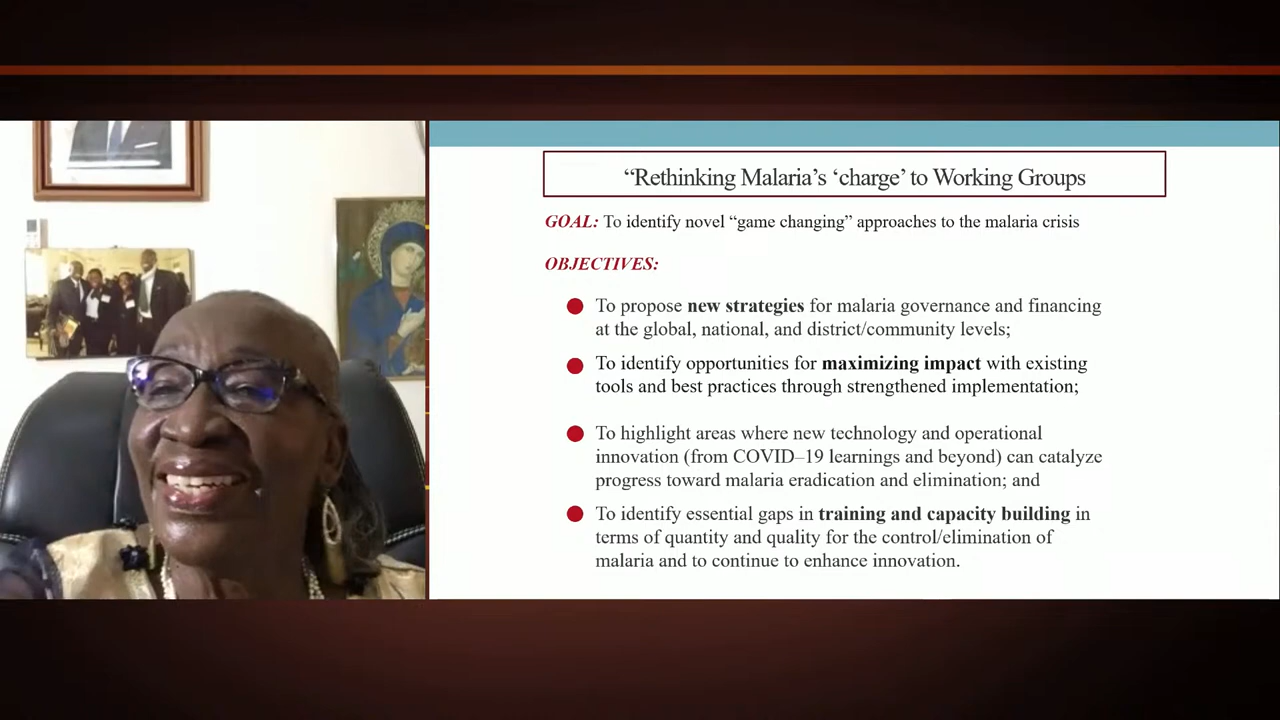 “Rethinking Malaria’s ‘charge’ to Working Groups
GOAL: To identify novel “game changing” approaches to the malaria crisis
OBJECTIVES:
To propose new strategies for malaria governance and financing
at the global, national, and district/community levels;
To identify opportunities for maximizing impact with existing
tools and best practices through strengthened implementation;
To highlight areas where new technology and operational
innovation (from COVID–19 learnings and beyond) can catalyze
progress toward malaria eradication and elimination; and
To identify essential gaps in training and capacity building in
terms of quantity and quality for the control/elimination of
malaria and to continue to enhance innovation.